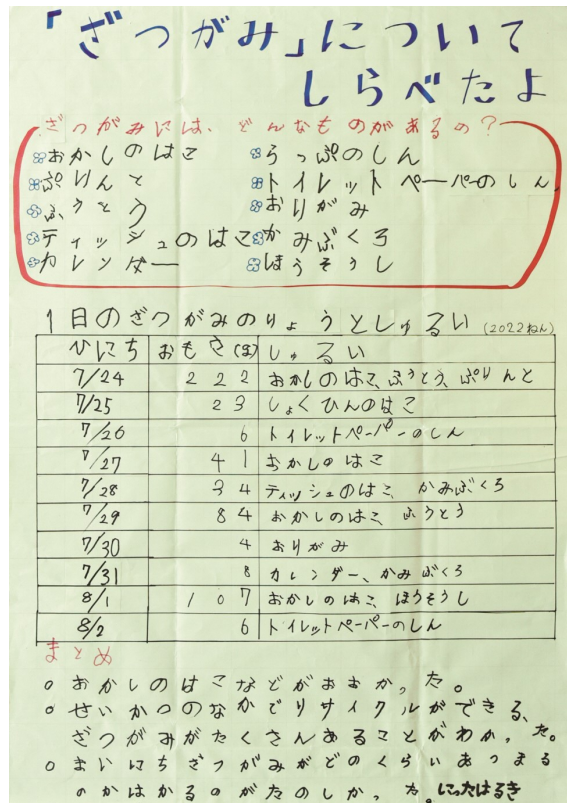 「ざつがみ」について
しらべたよ
ざつがみには、どんなものがあるの？
おかしのはこ らっぷのしん
ぷりんと トイレットペーパーのしん
ふうとう おりがみ
ティッシュのはこ かみぶくろ
カレンダー ほうそうし
1日のざつがみのりょうとしゅるい (2022ねん)
ひにち おもさ(g) しゅるい
7/24 222 おかしのはこ、ふうとう、ぷりんと
7/25 23 しょくひんのはこ
7/26 6 トイレットペーパーのしん
7/27 41 おかしのはこ
7/28 34 ティッシュのはこ、かみぶくろ
7/29 84 おかしのはこ、ふうとう
7/30 4 おりがみ
7/31 8 カレンダー、かみぶくろ
8/1 107 おかしのはこ、ほうそうし
8/2 6 トイレットペーパーのしん
まとめ
○おかしのはこなどがおおかった。
○せいかつのなかでリサイクルができる、
ざつがみがたくさんあることがわかった。
○まいにちざつがみがどのくらいあつまる
のかはかるのがたのしかった。にったはるき